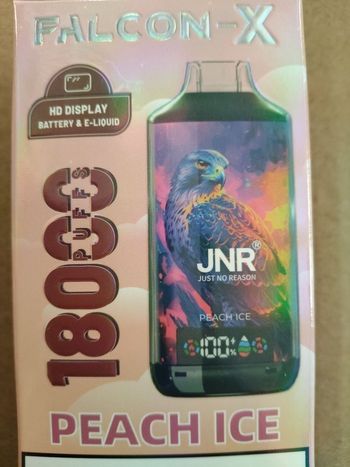 FALCON-X
HD DISPLAY
BATTERY & E-LIQUID
18000
PUFFS
JNR®
JUST NO REASON
PEACH ICE
100%
PEACH ICE